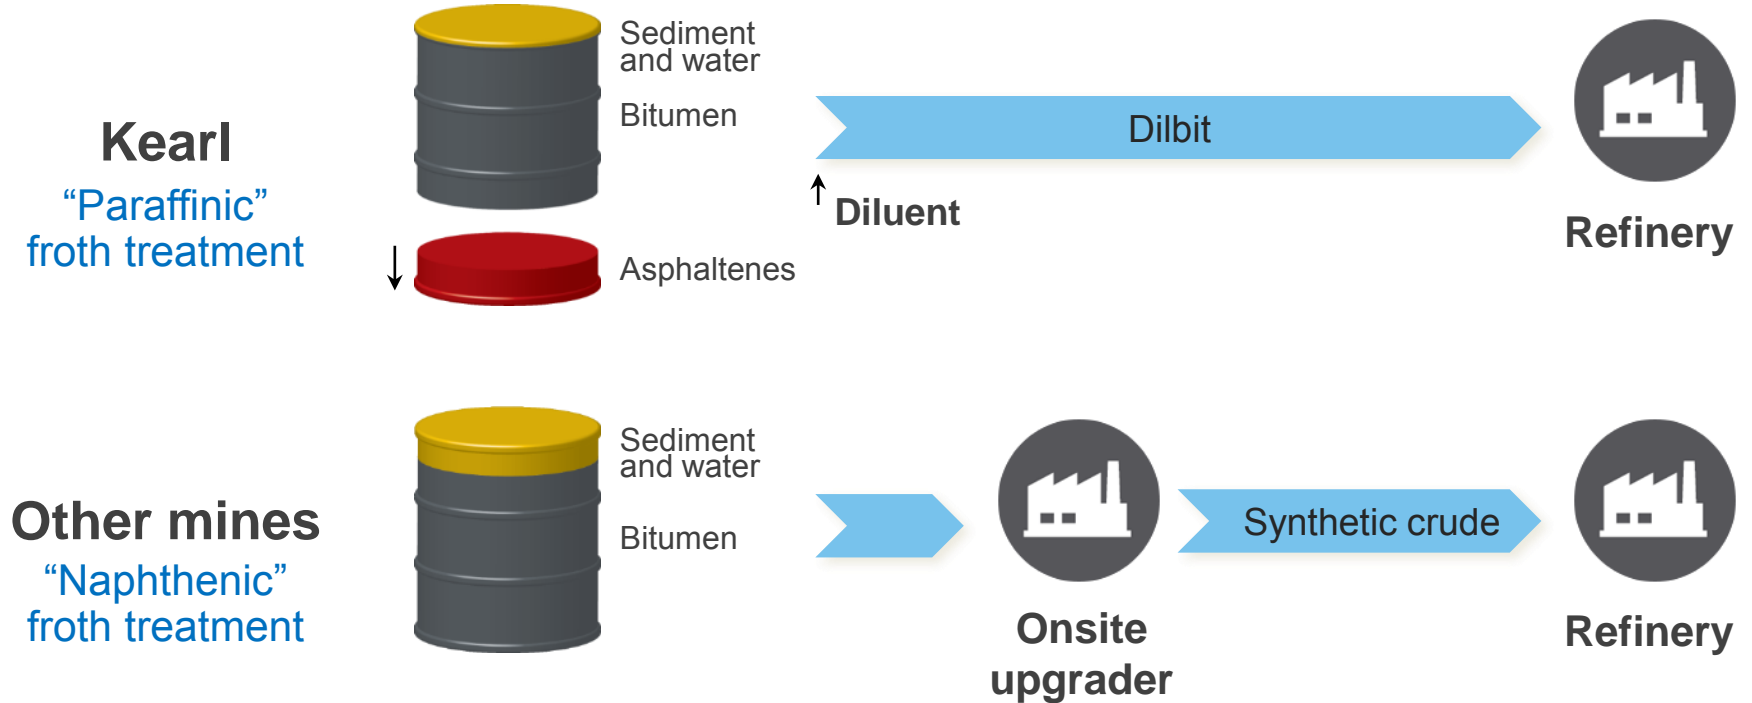 Kearl
“Paraffinic”
froth treatment
Sediment
and water
Bitumen
Asphaltenes
Diluent
Dilbit
Refinery
Other mines
“Naphthenic”
froth treatment
Sediment
and water
Bitumen
Onsite
upgrader
Synthetic crude
Refinery